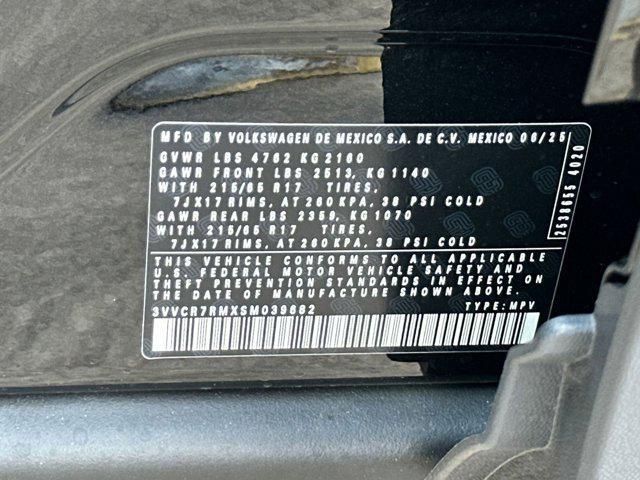 MFD BY VOLKSWAGEN DE MEXICO S.A. DE C.V. MEXICO 06/25
GVWR LBS 4762 KG 2160
GAWR FRONT LBS 2513, KG 1140
WITH 215/65 R17 TIRES,
7JX17 RIMS, AT 260 KPA, 38 PSI COLD
GAWR REAR LBS 2359, KG 1070
WITH 215/65 R17 TIRES,
7JX17 RIMS, AT 260 KPA, 38 PSI COLD
2538655 4020
THIS VEHICLE CONFORMS TO ALL APPLICABLE
U.S. FEDERAL MOTOR VEHICLE SAFETY AND
THEFT PREVENTION STANDARDS IN EFFECT ON THE
DATE OF MANUFACTURE SHOWN ABOVE.
3VVCR7RMXSM039662 TYPE:MPV